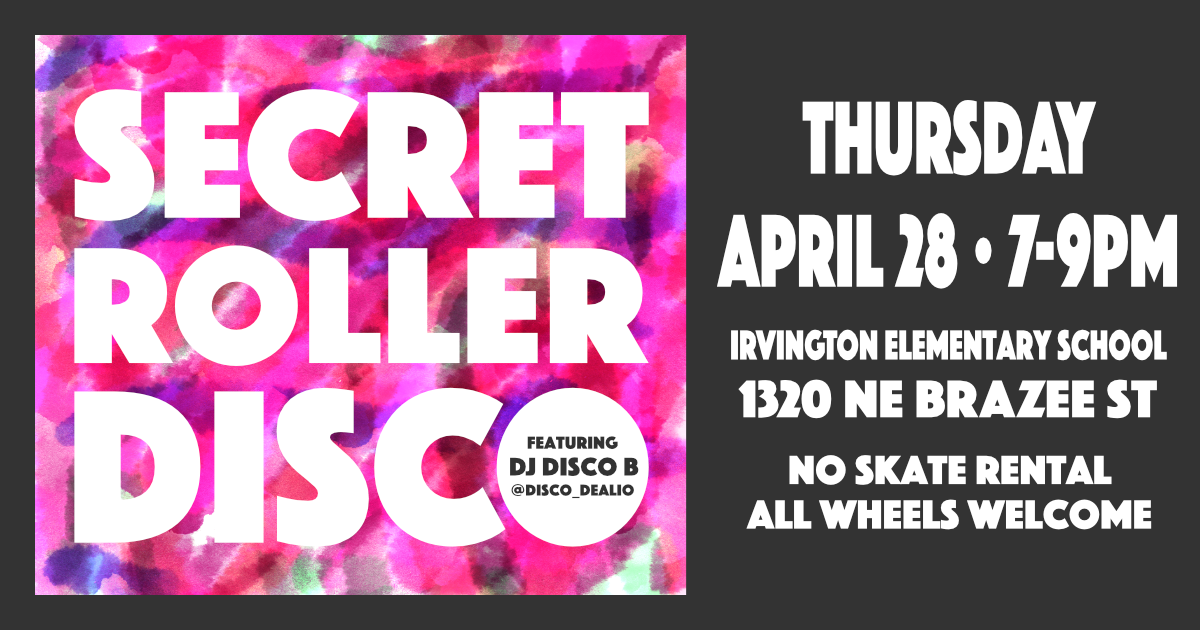 SECRET
ROLLER
DISCO
FEATURING
DJ DISCO B
@DISCO_DEALIO
THURSDAY
APRIL 28 • 7-9PM
IRVINGTON ELEMENTARY SCHOOL
1320 NE BRAZEE ST
NO SKATE RENTAL
ALL WHEELS WELCOME